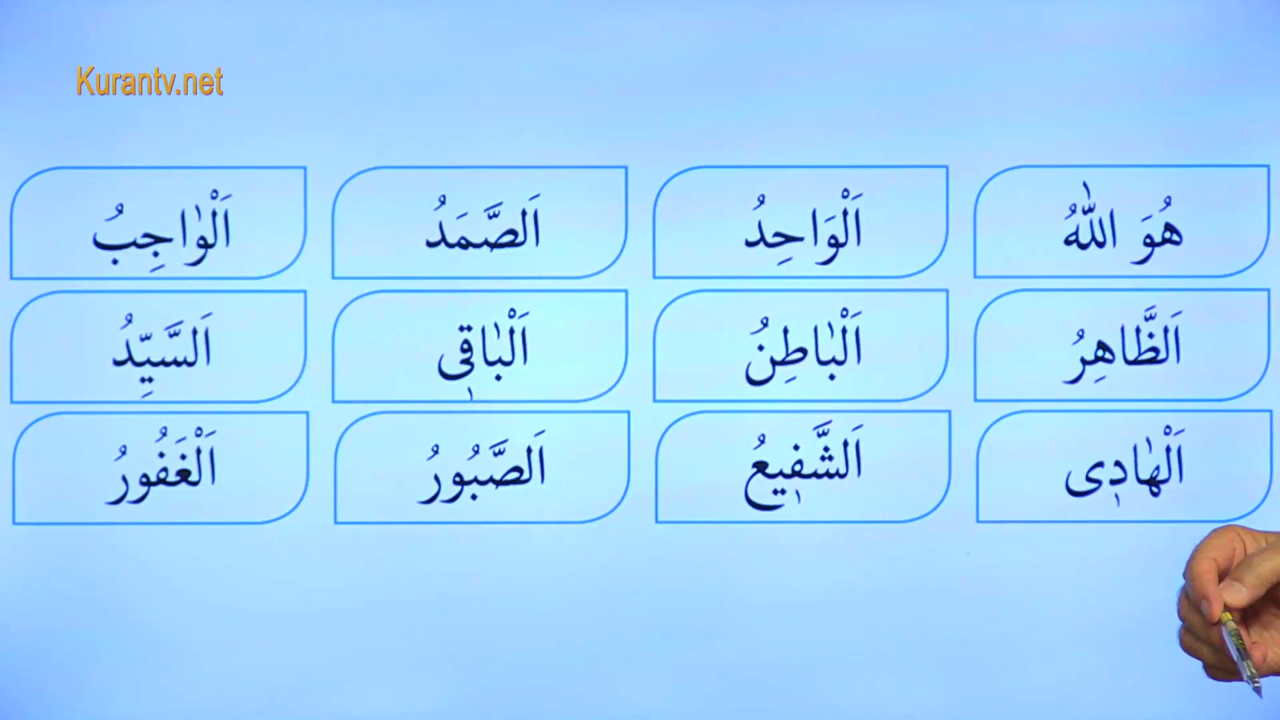 Kurantv.net
هُوَ اللّٰهُ اَلْوَاحِدُ اَلصَّمَدُ اَلْوٰاجِبُ
اَلظَّاهِرُ اَلْبٰاطِنُ اَلْبٰاقٖى اَلسَّيِّدُ
اَلْهٰادٖى اَلشَّفٖيعُ اَلصَّبُورُ اَلْغَفُورُ